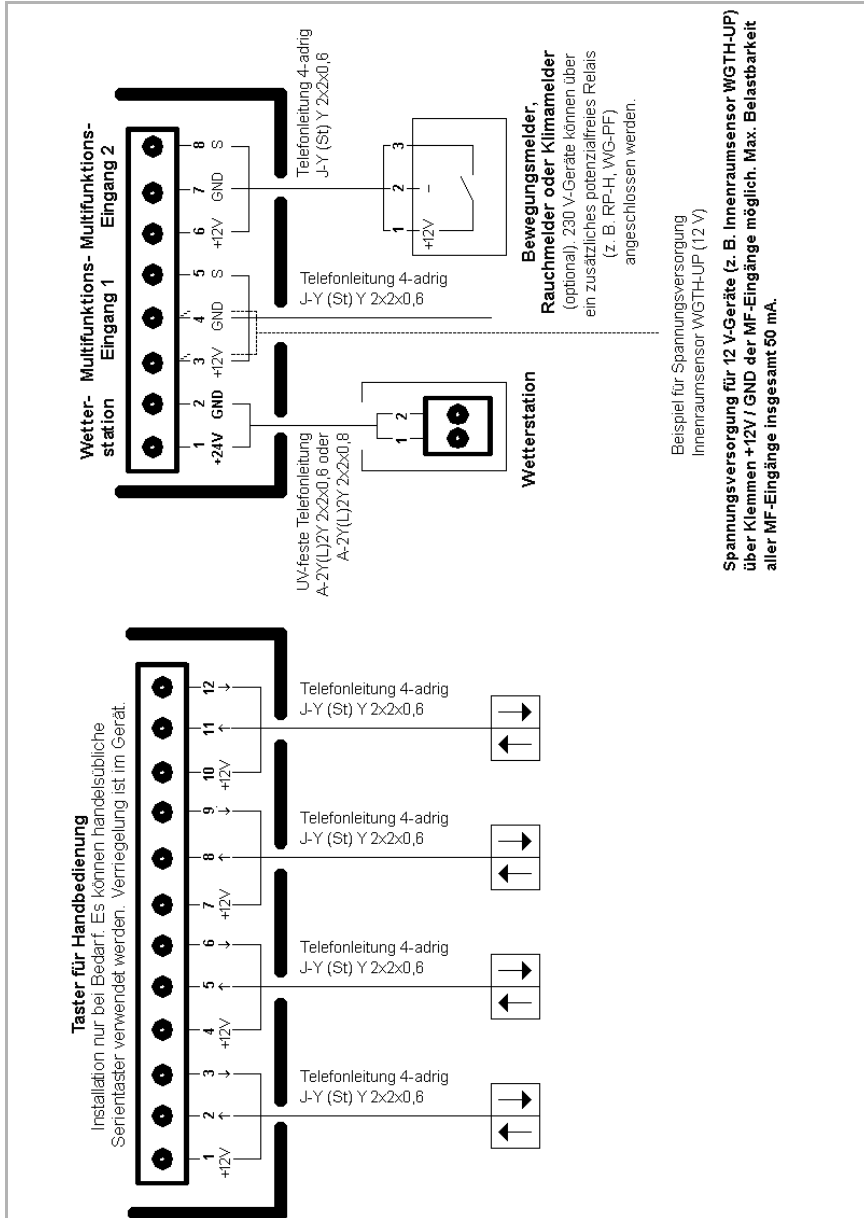 Taster für Handbedienung
Installation nur bei Bedarf. Es können handelsübliche
Serientaster verwendet werden. Verriegelung ist im Gerät.
1 2 3 4 5 6 7 8 9 10 11 12
+12V ↑ ↓ +12V ↑ ↓ +12V ↑ ↓ +12V ↑ ↓
Telefonleitung 4-adrig
J-Y (St) Y 2x2x0,6
Telefonleitung 4-adrig
J-Y (St) Y 2x2x0,6
Telefonleitung 4-adrig
J-Y (St) Y 2x2x0,6
Telefonleitung 4-adrig
J-Y (St) Y 2x2x0,6
Wetter-
station
Multifunktions-
Eingang 1
Multifunktions-
Eingang 2
1 2 3 4 5 6 7 8
+24V GND +12V GND S +12V GND S
UV-feste Telefonleitung
A-2Y(L)2Y 2x2x0,6 oder
A-2Y(L)2Y 2x2x0,8
Telefonleitung 4-adrig
J-Y (St) Y 2x2x0,6
Telefonleitung 4-adrig
J-Y (St) Y 2x2x0,6
1 2
Wetterstation
1 2 3
+12V –
Bewegungsmelder,
Rauchmelder oder Klimamelder
(optional). 230 V-Geräte können über
ein zusätzliches potenzialfreies Relais
(z. B. RP-H, WG-PF)
angeschlossen werden.
Beispiel für Spannungsversorgung
Innenraumsensor WGTH-UP (12 V)
Spannungsversorgung für 12 V-Geräte (z. B. Innenraumsensor WGTH-UP)
über Klemmen +12V / GND der MF-Eingänge möglich. Max. Belastbarkeit
aller MF-Eingänge insgesamt 50 mA.